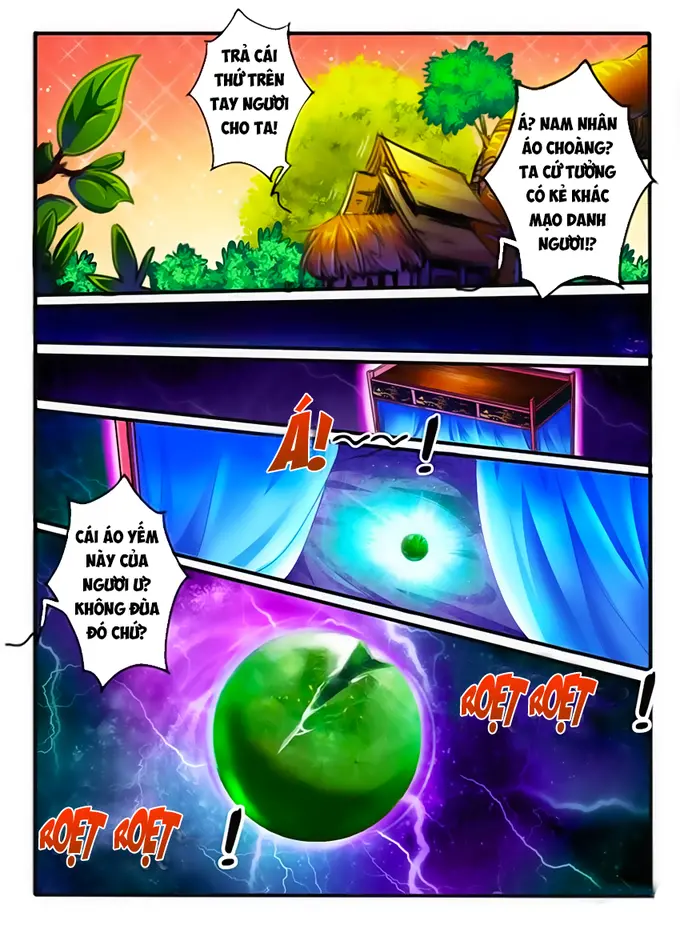 TRẢ CÁI
THỨ TRÊN
TAY NGƯƠI
CHO TA!
Á? NAM NHÂN
ÁO CHOÀNG?
TA CỨ TƯỞNG
CÓ KẺ KHÁC
MẠO DANH
NGƯƠI!?
Á!~~!
CÁI ÁO YẾM
NÀY CỦA
NGƯƠI Ư?
KHÔNG ĐÙA
ĐÓ CHỨ?
ROẸT ROẸT !
ROẸT ROẸT !